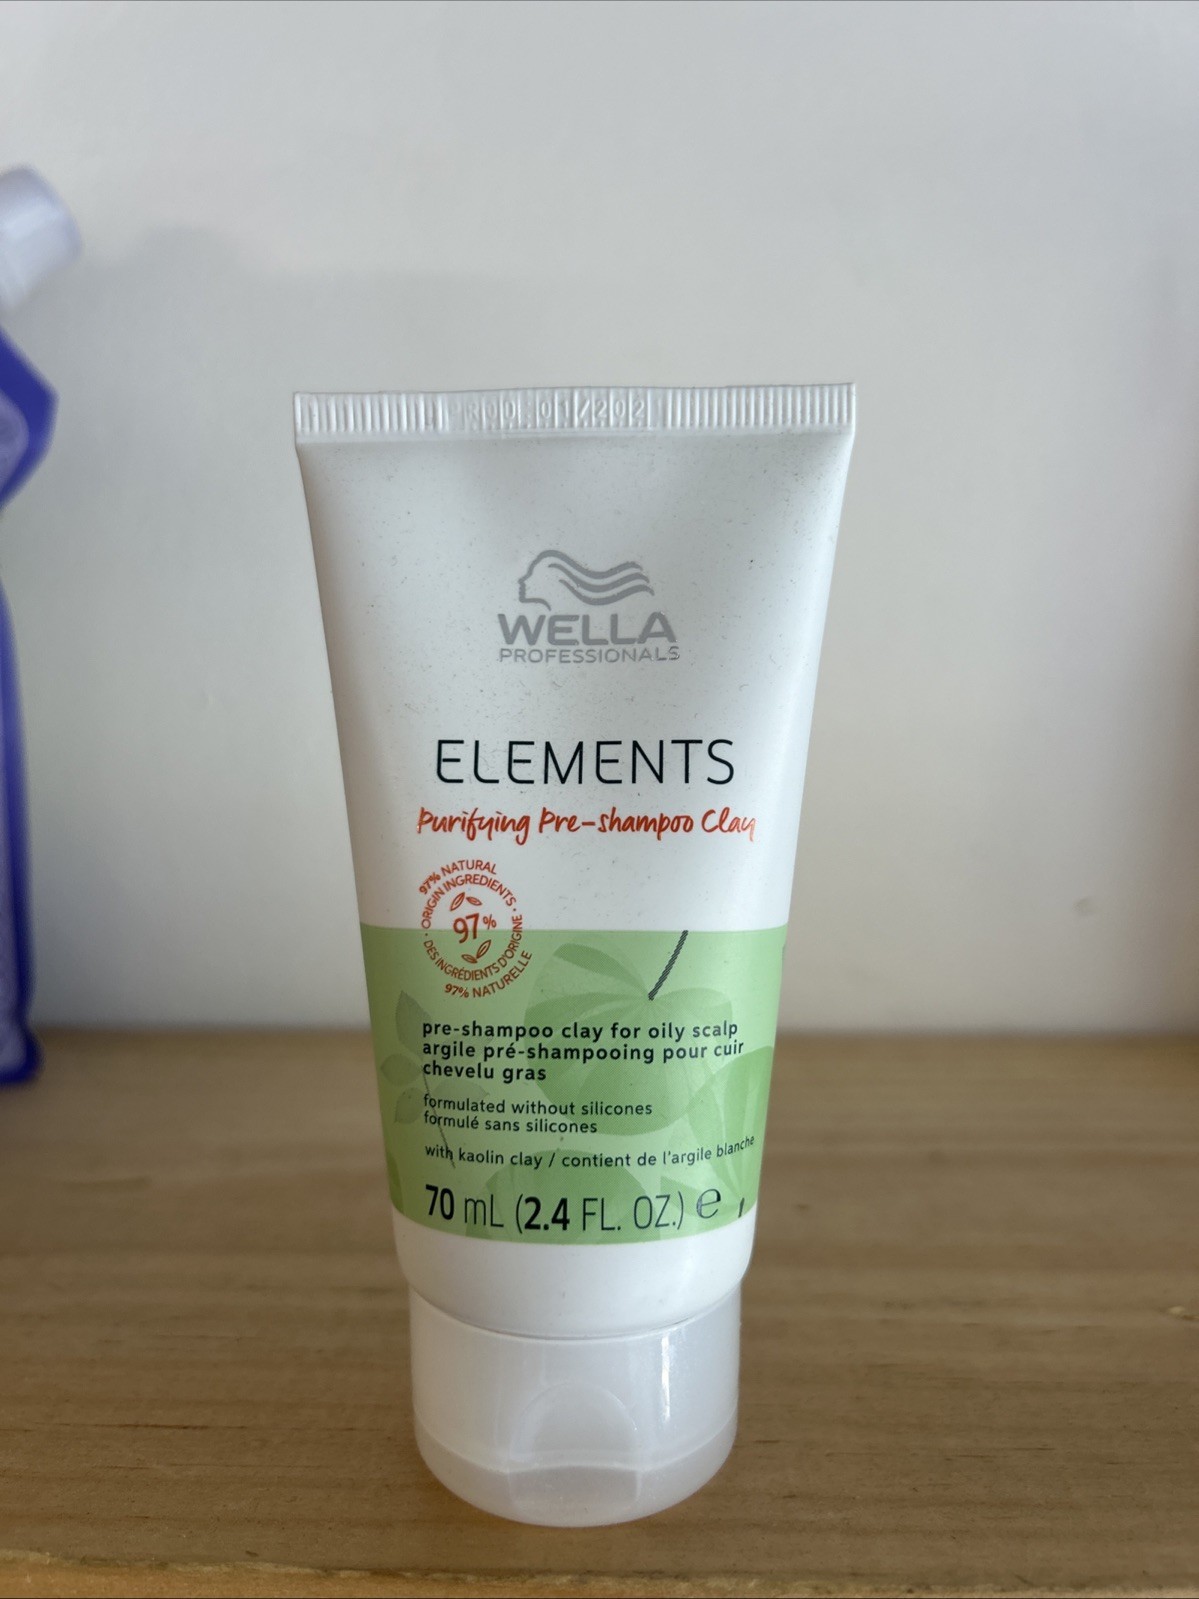 WELLA
PROFESSIONALS
ELEMENTS
Purifying Pre-shampoo Clay
97% NATURAL
ORIGIN INGREDIENTS
97%
DES INGRÉDIENTS D'ORIGINE
97% NATURELLE
pre-shampoo clay for oily scalp
argile pré-shampooing pour cuir
chevelu gras
formulated without silicones
formulé sans silicones
with kaolin clay / contient de l'argile blanche
70 mL (2.4 FL. OZ.) e